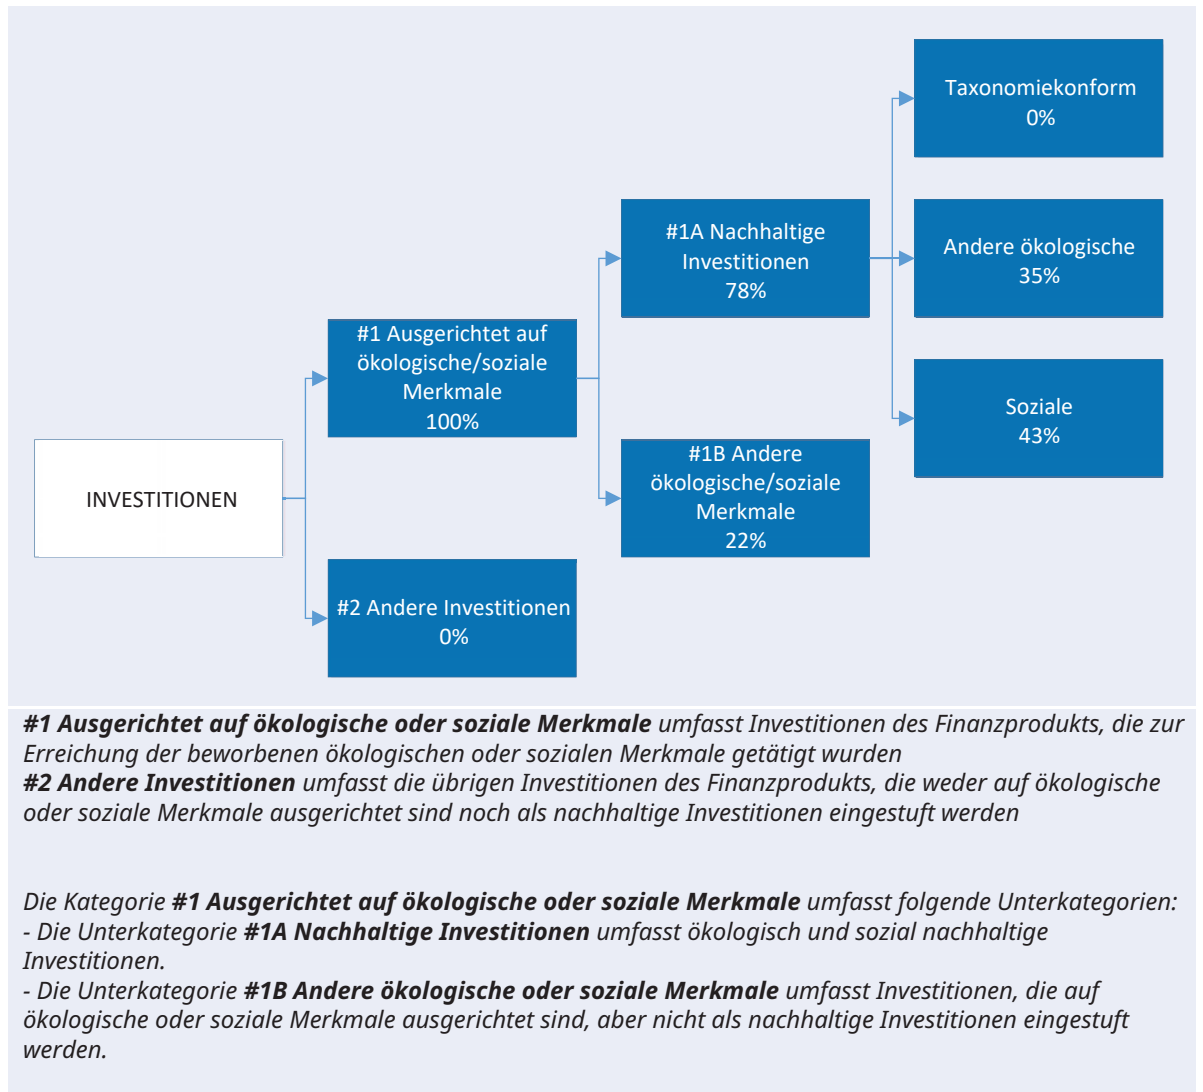 Taxonomiekonform
0%
#1A Nachhaltige
Investitionen
78%
Andere ökologische
35%
#1 Ausgerichtet auf
ökologische/soziale
Merkmale
100%
Soziale
43%
INVESTITIONEN
#1B Andere
ökologische/soziale
Merkmale
22%
#2 Andere Investitionen
0%
#1 Ausgerichtet auf ökologische oder soziale Merkmale umfasst Investitionen des Finanzprodukts, die zur
Erreichung der beworbenen ökologischen oder sozialen Merkmale getätigt wurden
#2 Andere Investitionen umfasst die übrigen Investitionen des Finanzprodukts, die weder auf ökologische
oder soziale Merkmale ausgerichtet sind noch als nachhaltige Investitionen eingestuft werden
Die Kategorie #1 Ausgerichtet auf ökologische oder soziale Merkmale umfasst folgende Unterkategorien:
- Die Unterkategorie #1A Nachhaltige Investitionen umfasst ökologisch und sozial nachhaltige
Investitionen.
- Die Unterkategorie #1B Andere ökologische oder soziale Merkmale umfasst Investitionen, die auf
ökologische oder soziale Merkmale ausgerichtet sind, aber nicht als nachhaltige Investitionen eingestuft
werden.